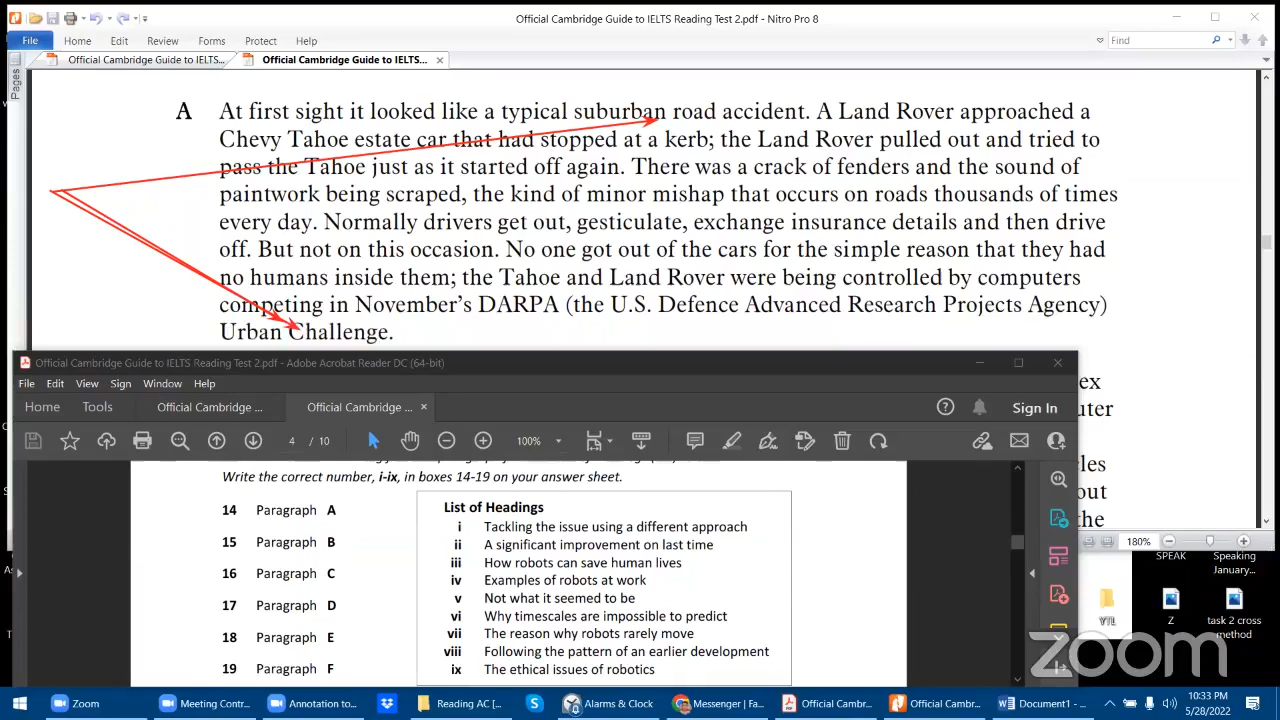 Official Cambridge Guide to IELTS Reading Test 2.pdf - Nitro Pro 8
File Home Edit Review Forms Protect Help
Find
Official Cambridge Guide to IELTS... Official Cambridge Guide to IELTS...
Pages
A At first sight it looked like a typical suburban road accident. A Land Rover approached a
Chevy Tahoe estate car that had stopped at a kerb; the Land Rover pulled out and tried to
pass the Tahoe just as it started off again. There was a crack of fenders and the sound of
paintwork being scraped, the kind of minor mishap that occurs on roads thousands of times
every day. Normally drivers get out, gesticulate, exchange insurance details and then drive
off. But not on this occasion. No one got out of the cars for the simple reason that they had
no humans inside them; the Tahoe and Land Rover were being controlled by computers
competing in November's DARPA (the U.S. Defence Advanced Research Projects Agency)
Urban Challenge.
Official Cambridge Guide to IELTS Reading Test 2.pdf - Adobe Acrobat Reader DC (64-bit)
File Edit View Sign Window Help
Home Tools Official Cambridge ... Official Cambridge ... Sign In
4 / 10 100%
Write the correct number, i-ix, in boxes 14-19 on your answer sheet.
14 Paragraph A
15 Paragraph B
16 Paragraph C
17 Paragraph D
18 Paragraph E
19 Paragraph F
List of Headings
i Tackling the issue using a different approach
ii A significant improvement on last time
iii How robots can save human lives
iv Examples of robots at work
v Not what it seemed to be
vi Why timescales are impossible to predict
vii The reason why robots rarely move
viii Following the pattern of an earlier development
ix The ethical issues of robotics
ex
uter
les
out
the
180%
SPEAK
Speaking
January...
YTL
Z
task 2 cross
method
zoom
Zoom Meeting Contr... Annotation to... Reading AC [... Alarms & Clock Messenger | Fa... Official Cambri... Official Cambri... Document1 - ...
10:33 PM
5/28/2022